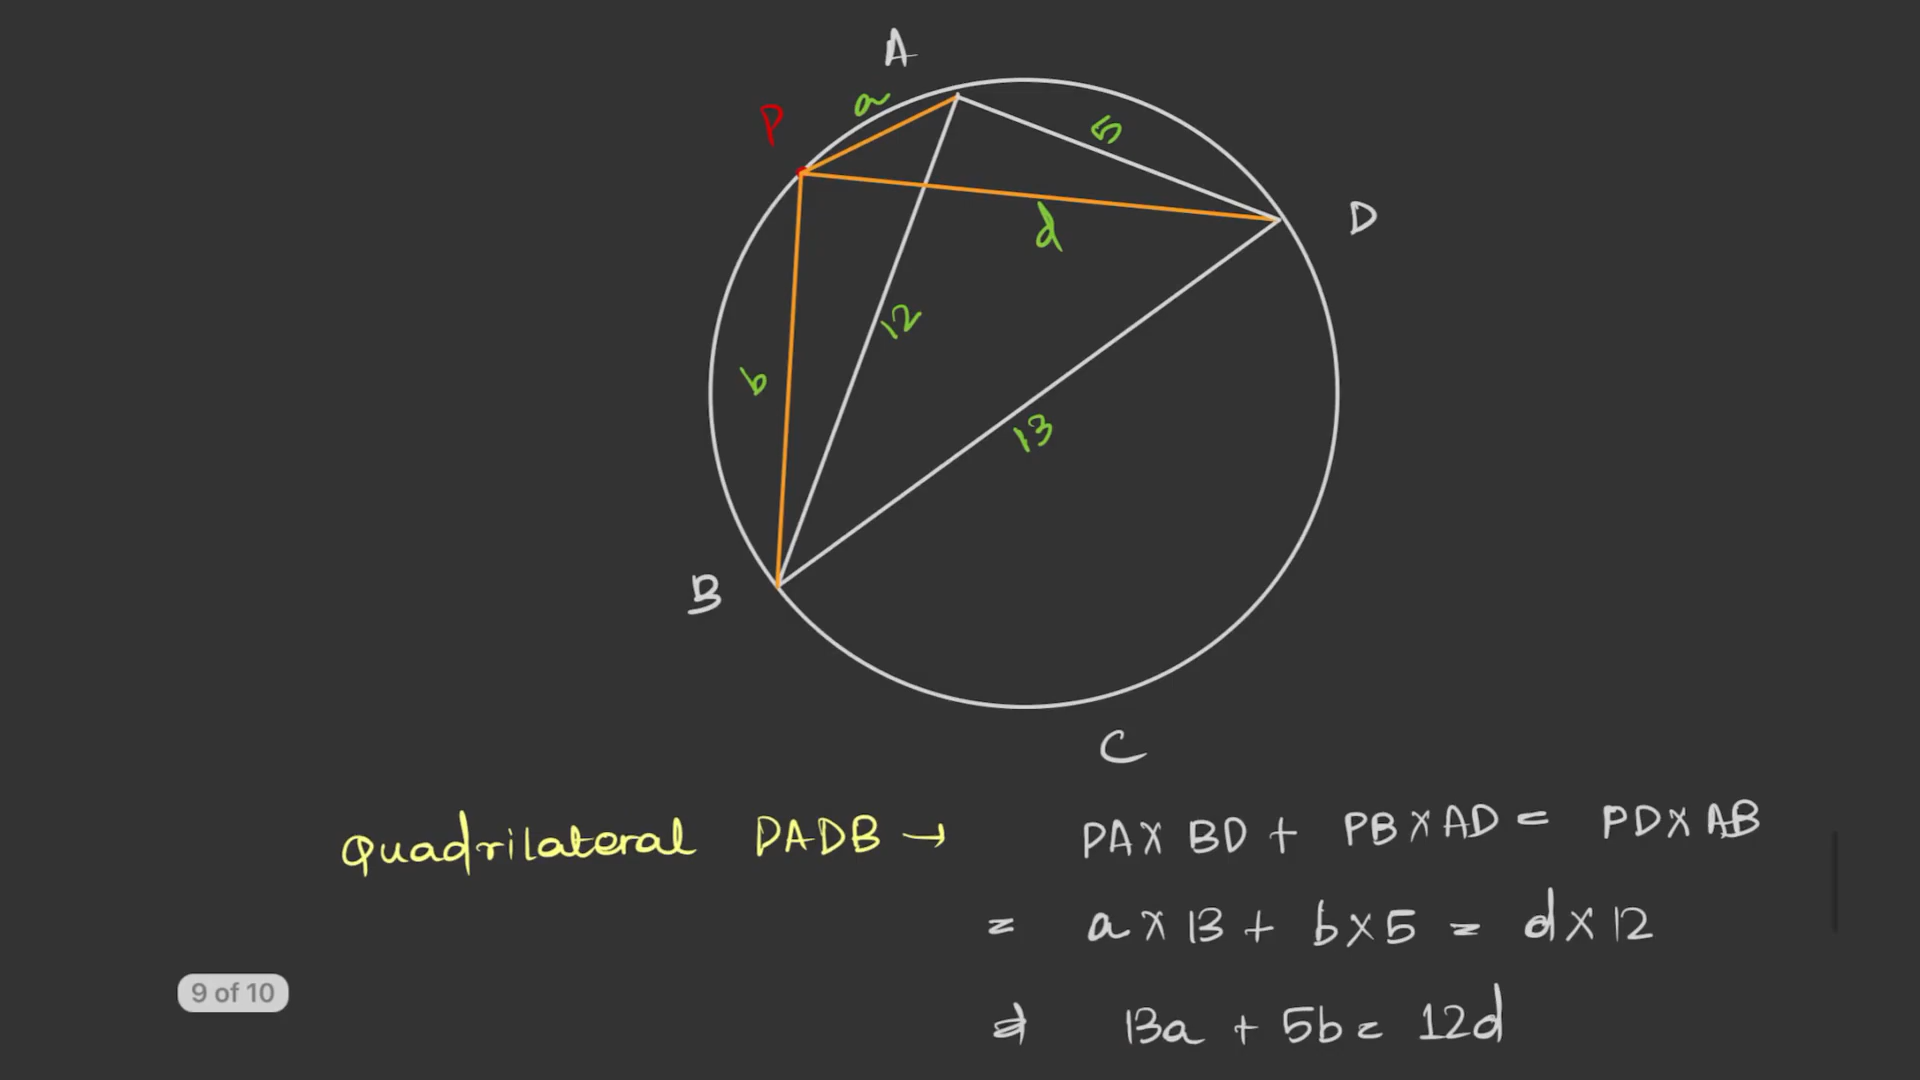 A
a
P
5
D
d
12
b
13
B
C
Quadrilateral PADB → PA X BD + PB X AD = PD X AB
= a x 13 + b x 5 = d x 12
⇒ 13a + 5b = 12d
9 of 10